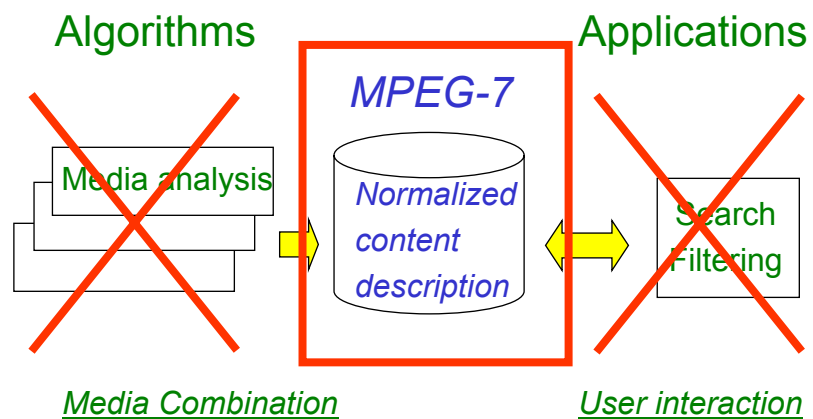 Algorithms
Applications
MPEG-7
Media analysis
Normalized
content
description
Search
Filtering
Media Combination
User interaction